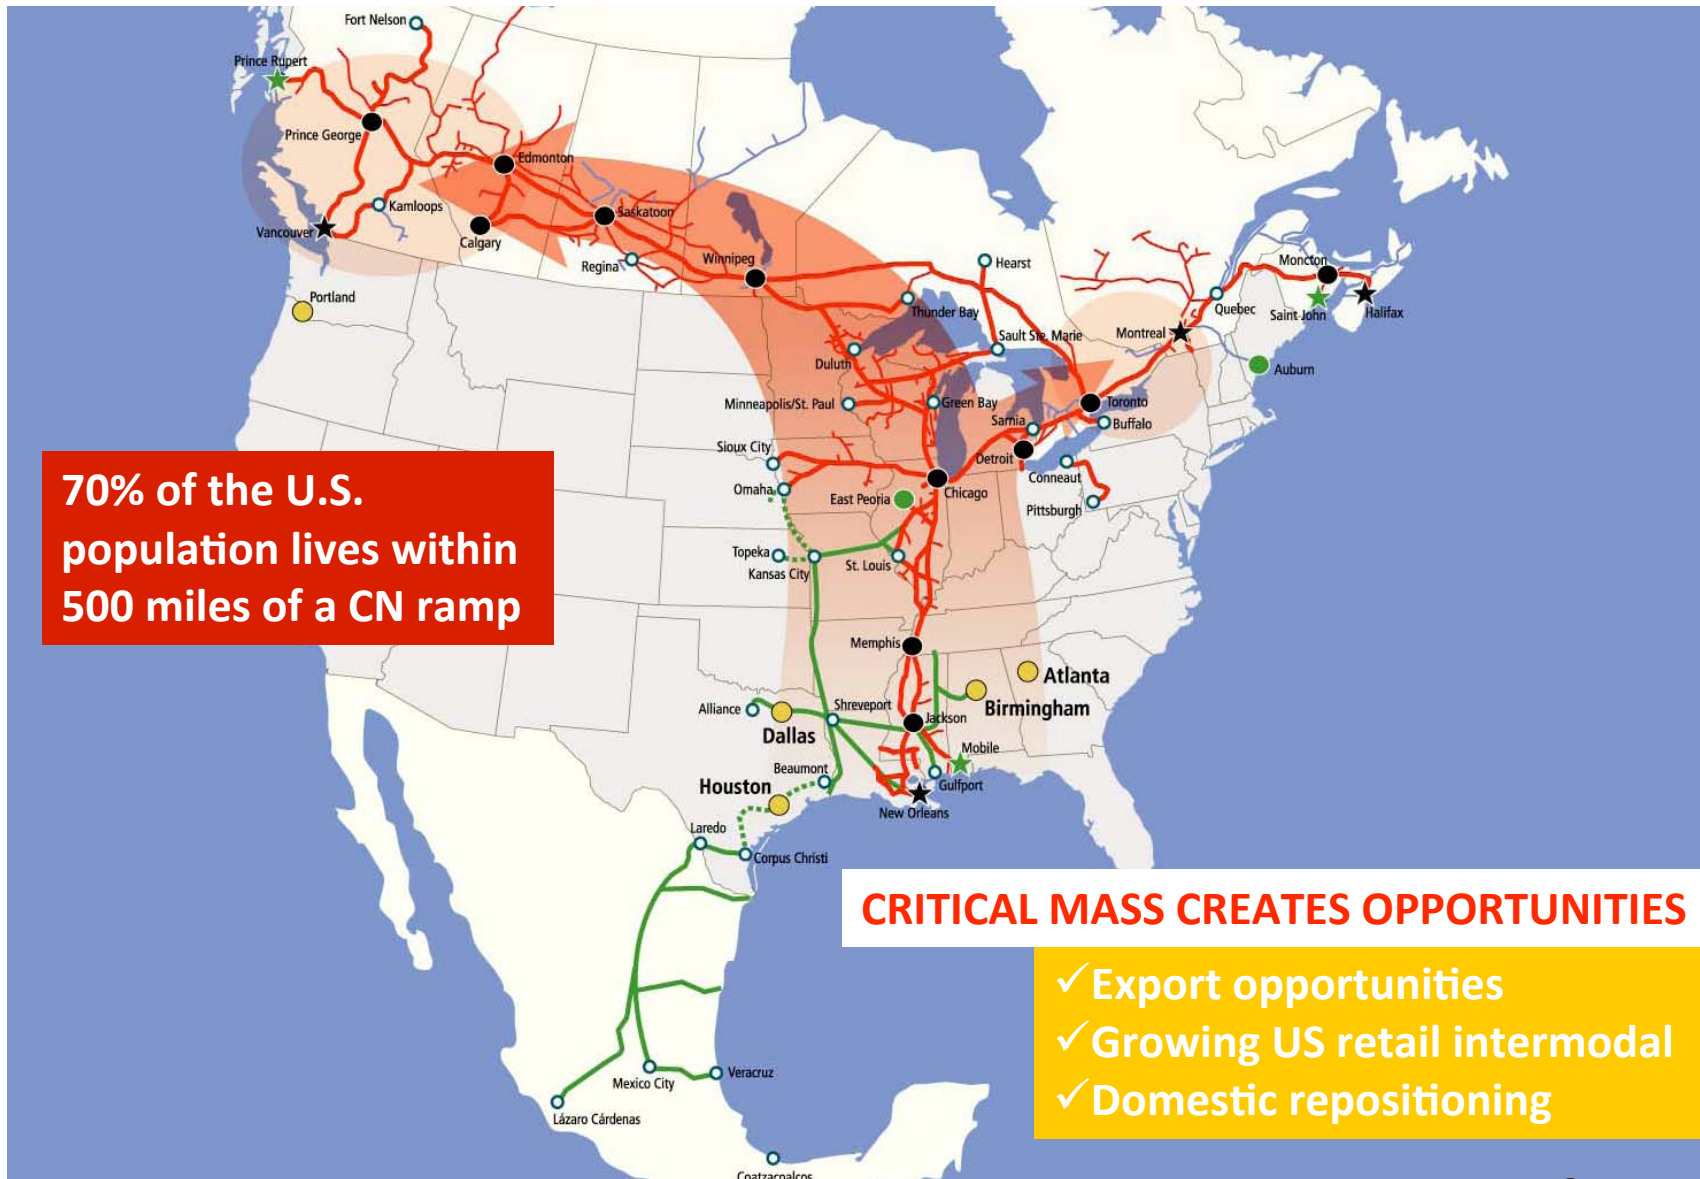 Fort Nelson
Prince Rupert
Prince George
Edmonton
Kamloops
Saskatoon
Vancouver
Calgary
Regina
Winnipeg
Hearst
Moncton
Portland
Thunder Bay
Quebec
Saint John
Halifax
Sault Ste. Marie
Montreal
Duluth
Auburn
Minneapolis/St. Paul
Green Bay
Toronto
Sarnia
Buffalo
Sioux City
Detroit
Conneaut
Omaha
East Peoria
Chicago
Pittsburgh
70% of the U.S.
population lives within
500 miles of a CN ramp
Topeka
Kansas City
St. Louis
Memphis
Atlanta
Birmingham
Alliance
Shreveport
Jackson
Dallas
Mobile
Beaumont
Houston
Gulfport
New Orleans
Laredo
Corpus Christi
CRITICAL MASS CREATES OPPORTUNITIES
✓Export opportunities
✓Growing US retail intermodal
✓Domestic repositioning
Mexico City
Veracruz
Lázaro Cárdenas
Coatzacoalcos